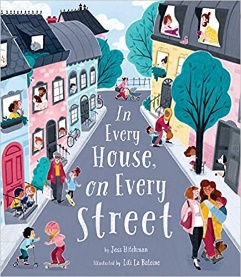 In
Every
House,
on Every
Street
by Jess Hitchman
illustrated by Lili La Baleine